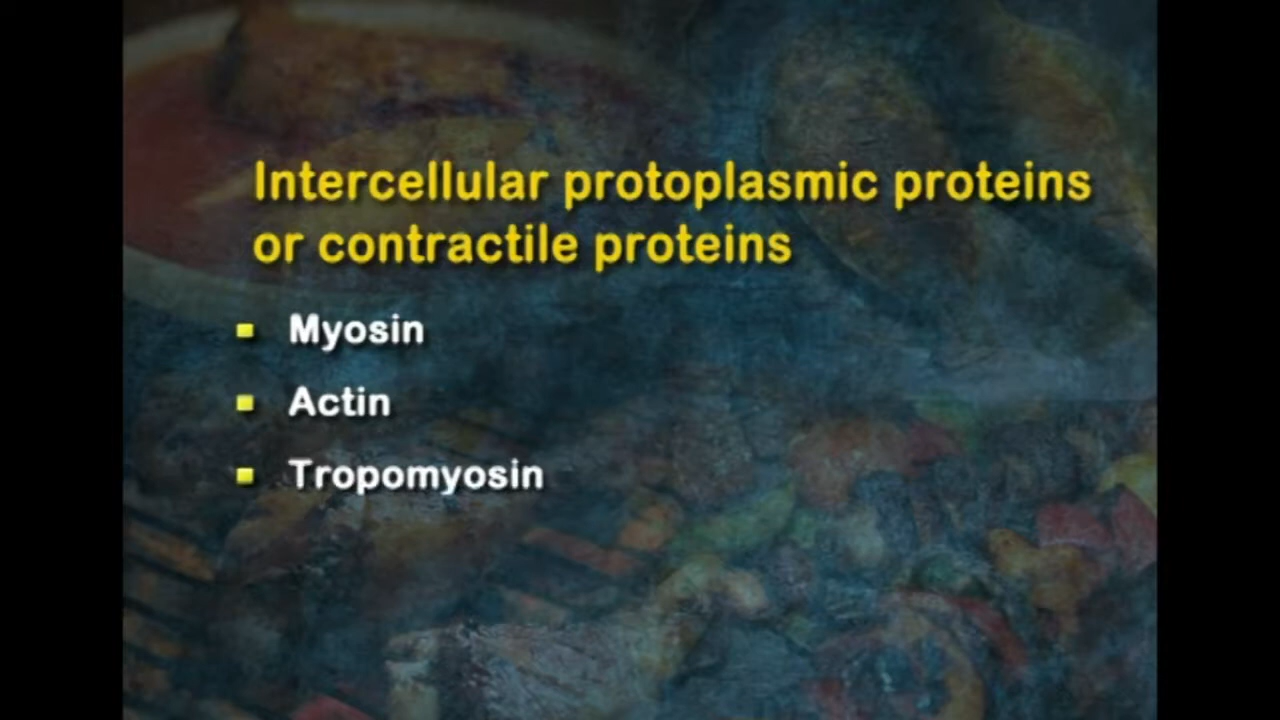 Intercellular protoplasmic proteins
or contractile proteins
Myosin
Actin
Tropomyosin